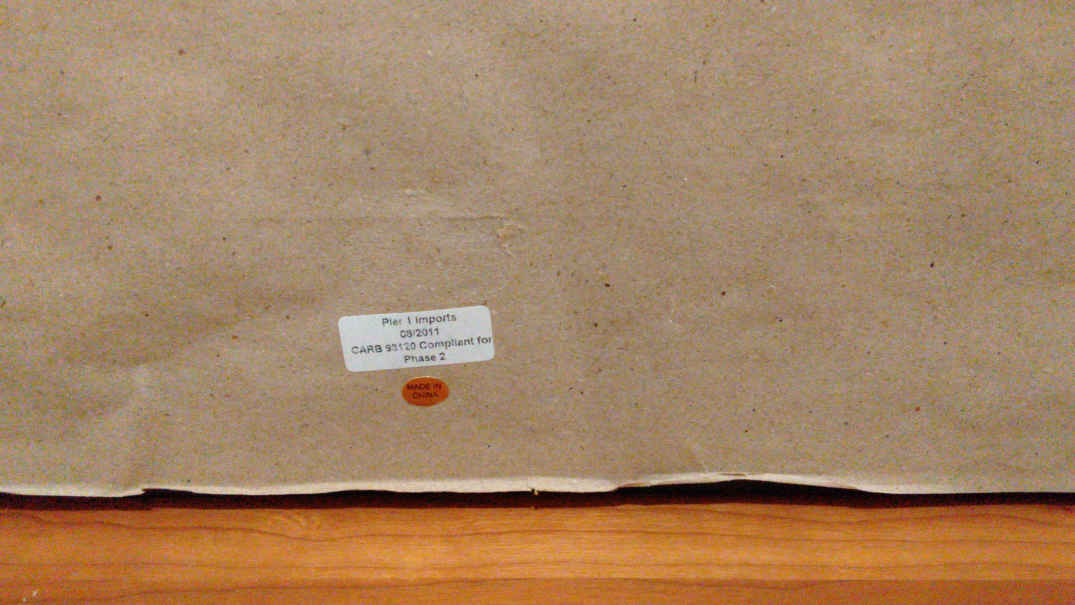 Pier 1 Imports
08/2011
CARB 93120 Compliant for
Phase 2
MADE IN
CHINA